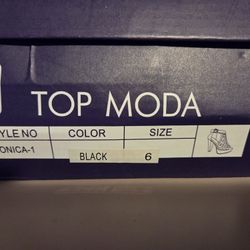 TOP MODA
YLE NO COLOR SIZE
ONICA-1 BLACK 6